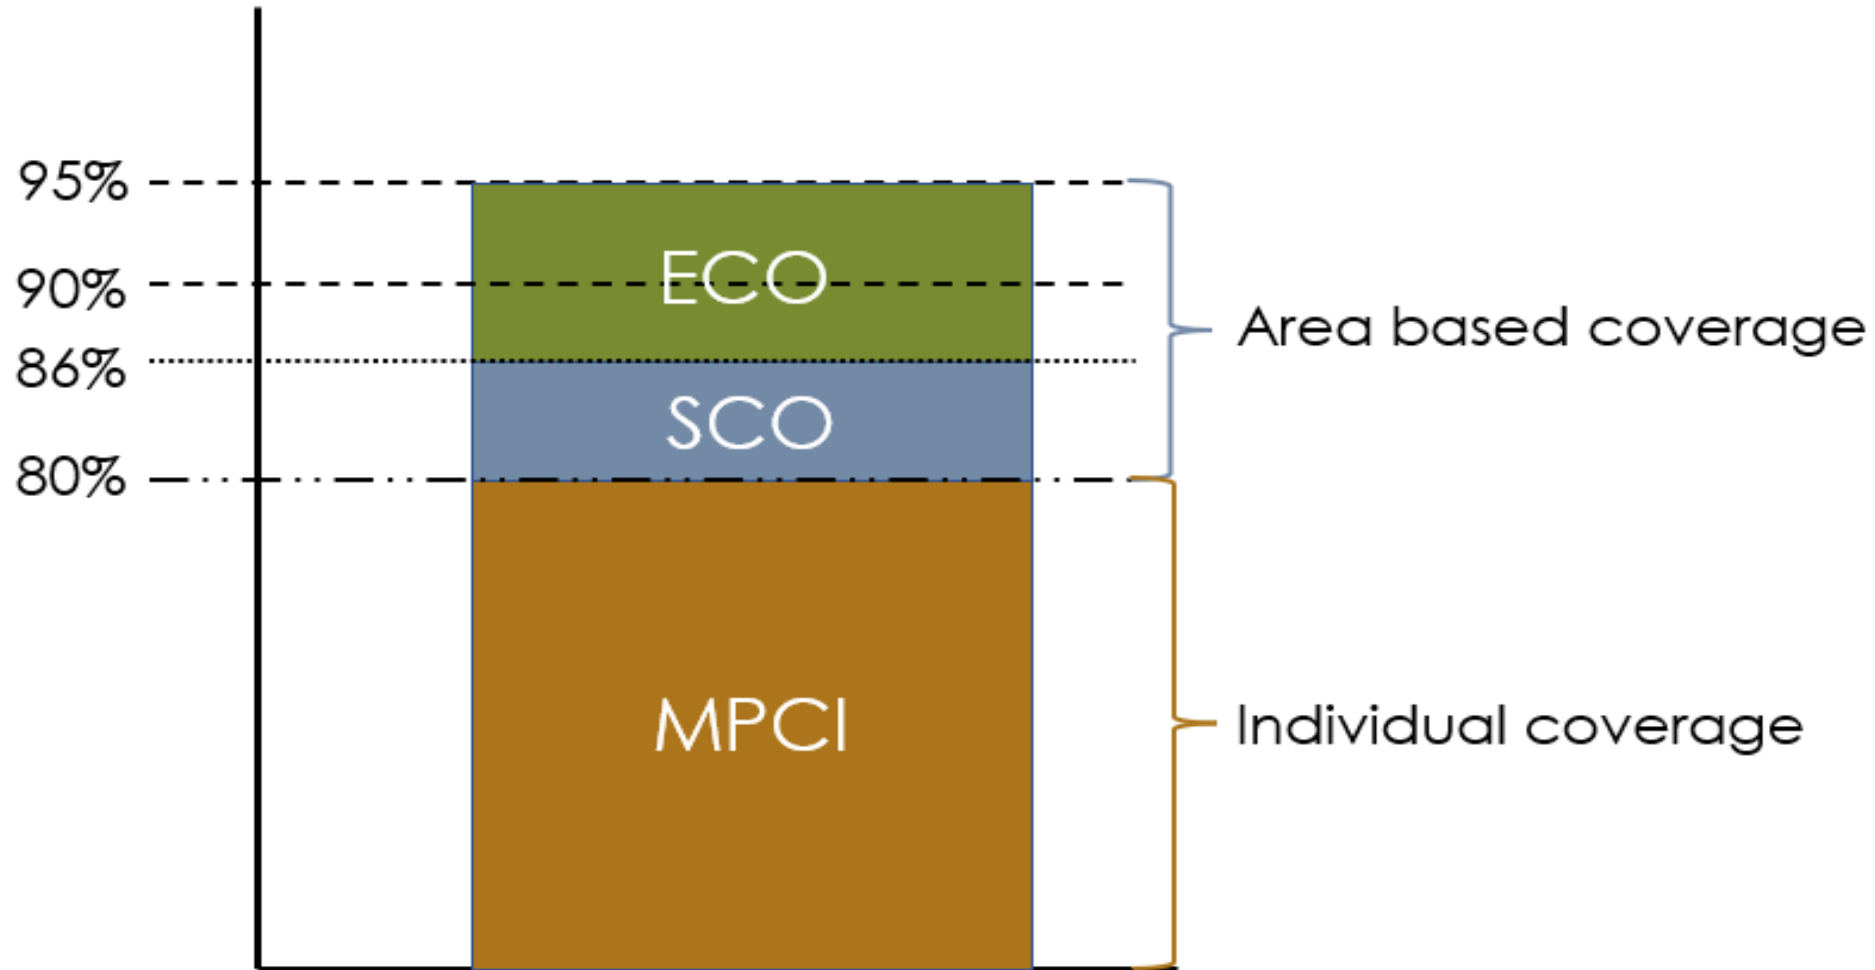 95%
ECO
90%
Area based coverage
86%
SCO
80%
MPCI
Individual coverage